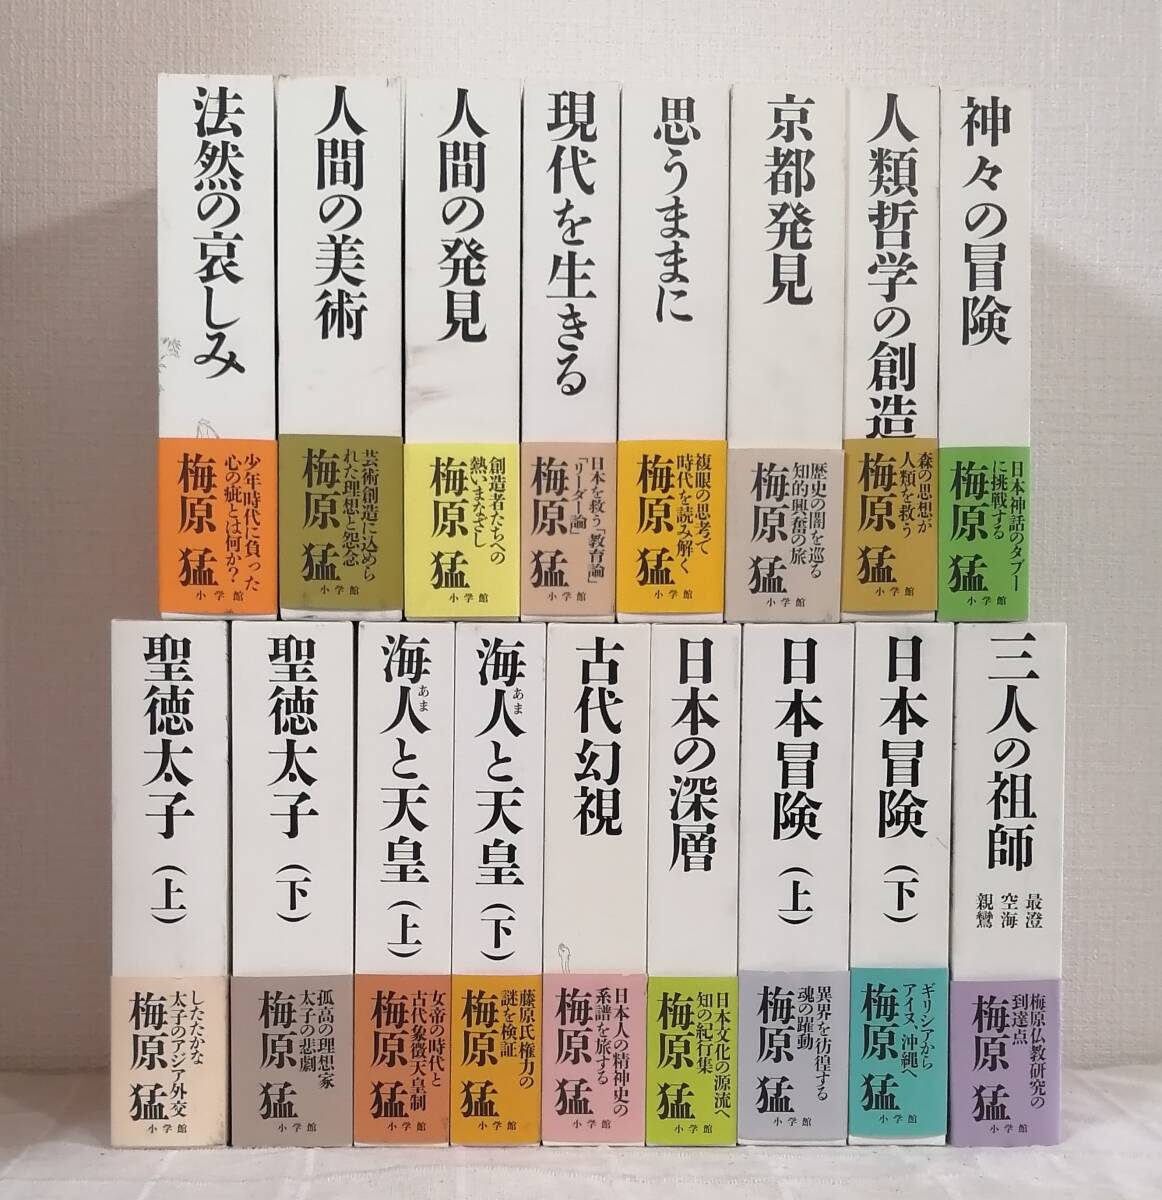 法然の哀しみ
少年時代に負った
心の疵とは何か？
梅原 猛
小学館
人間の美術
芸術創造に込めら
れた理想と怨念
梅原 猛
小学館
人間の発見
創造者たちへの
熱いまなざし
梅原 猛
小学館
現代を生きる
日本を救う「教育論」
「リーダー論」
梅原 猛
小学館
思うままに
複眼の思考で
時代を読み解く
梅原 猛
小学館
京都発見
歴史の闇を巡る
知的興奮の旅
梅原 猛
小学館
人類哲学の創造
森の思想が
人類を救う
梅原 猛
小学館
神々の冒険
日本神話のタブー
に挑戦する
梅原 猛
小学館
聖徳太子（上）
したたかな
太子のアジア外交
梅原 猛
小学館
聖徳太子（下）
孤高の理想家
太子の悲劇
梅原 猛
小学館
海人と天皇（上）
あま
女帝の時代と
古代象徴天皇制
梅原 猛
小学館
海人と天皇（下）
あま
藤原氏権力の
謎を検証
梅原 猛
小学館
古代幻視
日本人の精神史の
系譜を旅する
梅原 猛
小学館
日本の深層
日本文化の源流へ
知の紀行集
梅原 猛
小学館
日本冒険（上）
異界を彷徨する
魂の躍動
梅原 猛
小学館
日本冒険（下）
ギリシアから
アイヌ、沖縄へ
梅原 猛
小学館
三人の祖師
最澄
空海
親鸞
梅原仏教研究の
到達点
梅原 猛
小学館